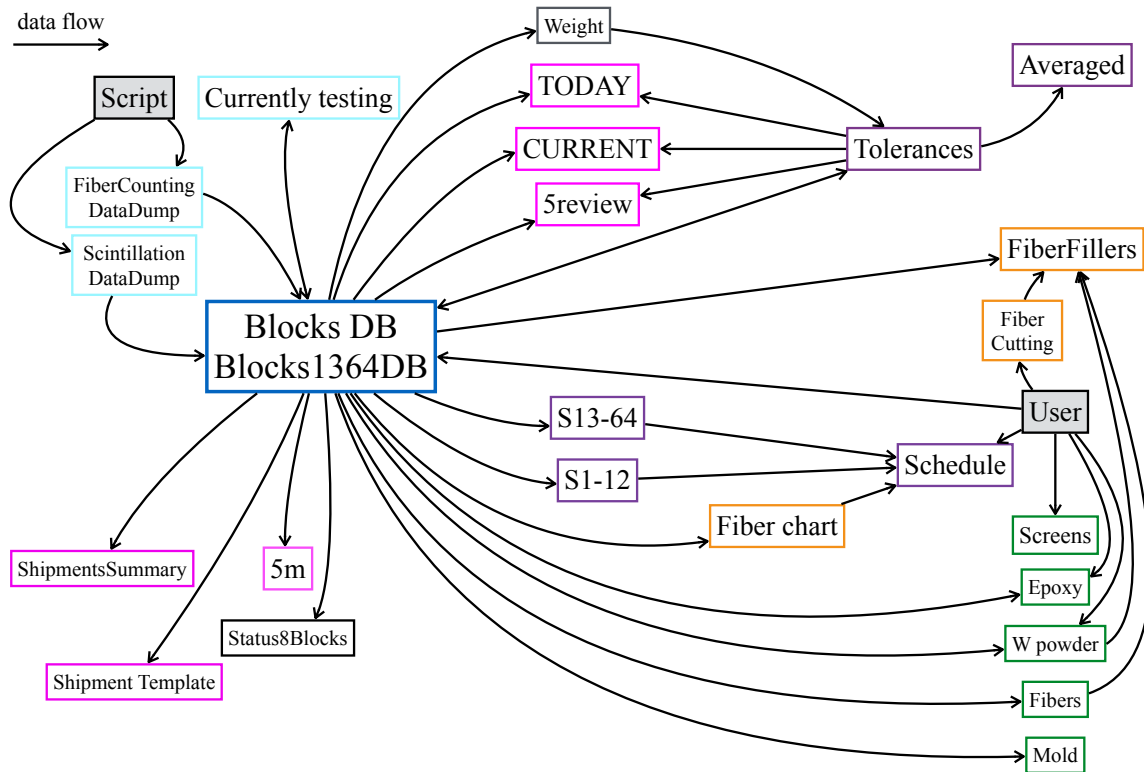 data flow
Weight
Script
Currently testing
TODAY
Averaged
CURRENT
Tolerances
FiberCounting
DataDump
5review
Scintillation
DataDump
FiberFillers
Blocks DB
Blocks1364DB
Fiber
Cutting
S13-64
User
Schedule
S1-12
Fiber chart
Screens
ShipmentsSummary
5m
Epoxy
Status8Blocks
W powder
Shipment Template
Fibers
Mold